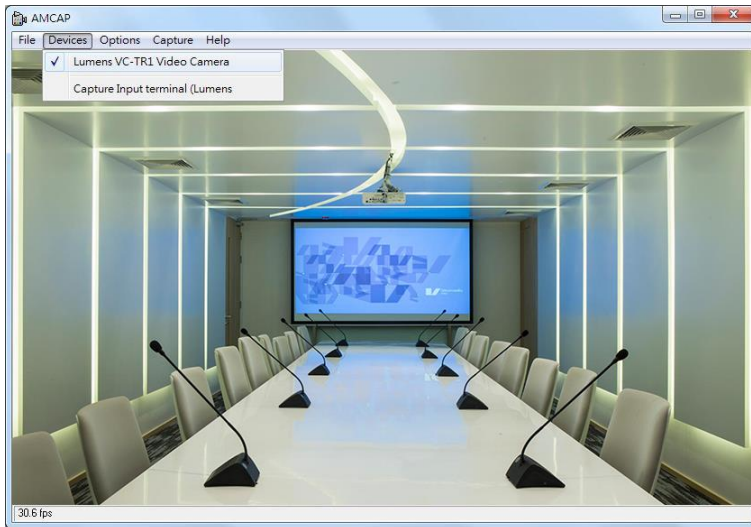 AMCAP
File Devices Options Capture Help
✓ Lumens VC-TR1 Video Camera
Capture Input terminal (Lumens
30.6 fps